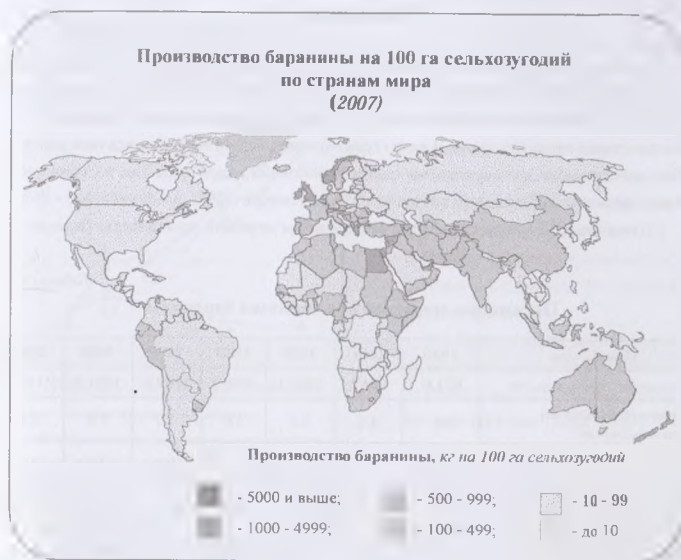 Производство баранины на 100 га сельхозугодий
по странам мира
(2007)
Производство баранины, кг на 100 га сельхозугодий
- 5000 и выше;
- 500 - 999;
- 10 - 99
- 1000 - 4999;
- 100 - 499;
- до 10